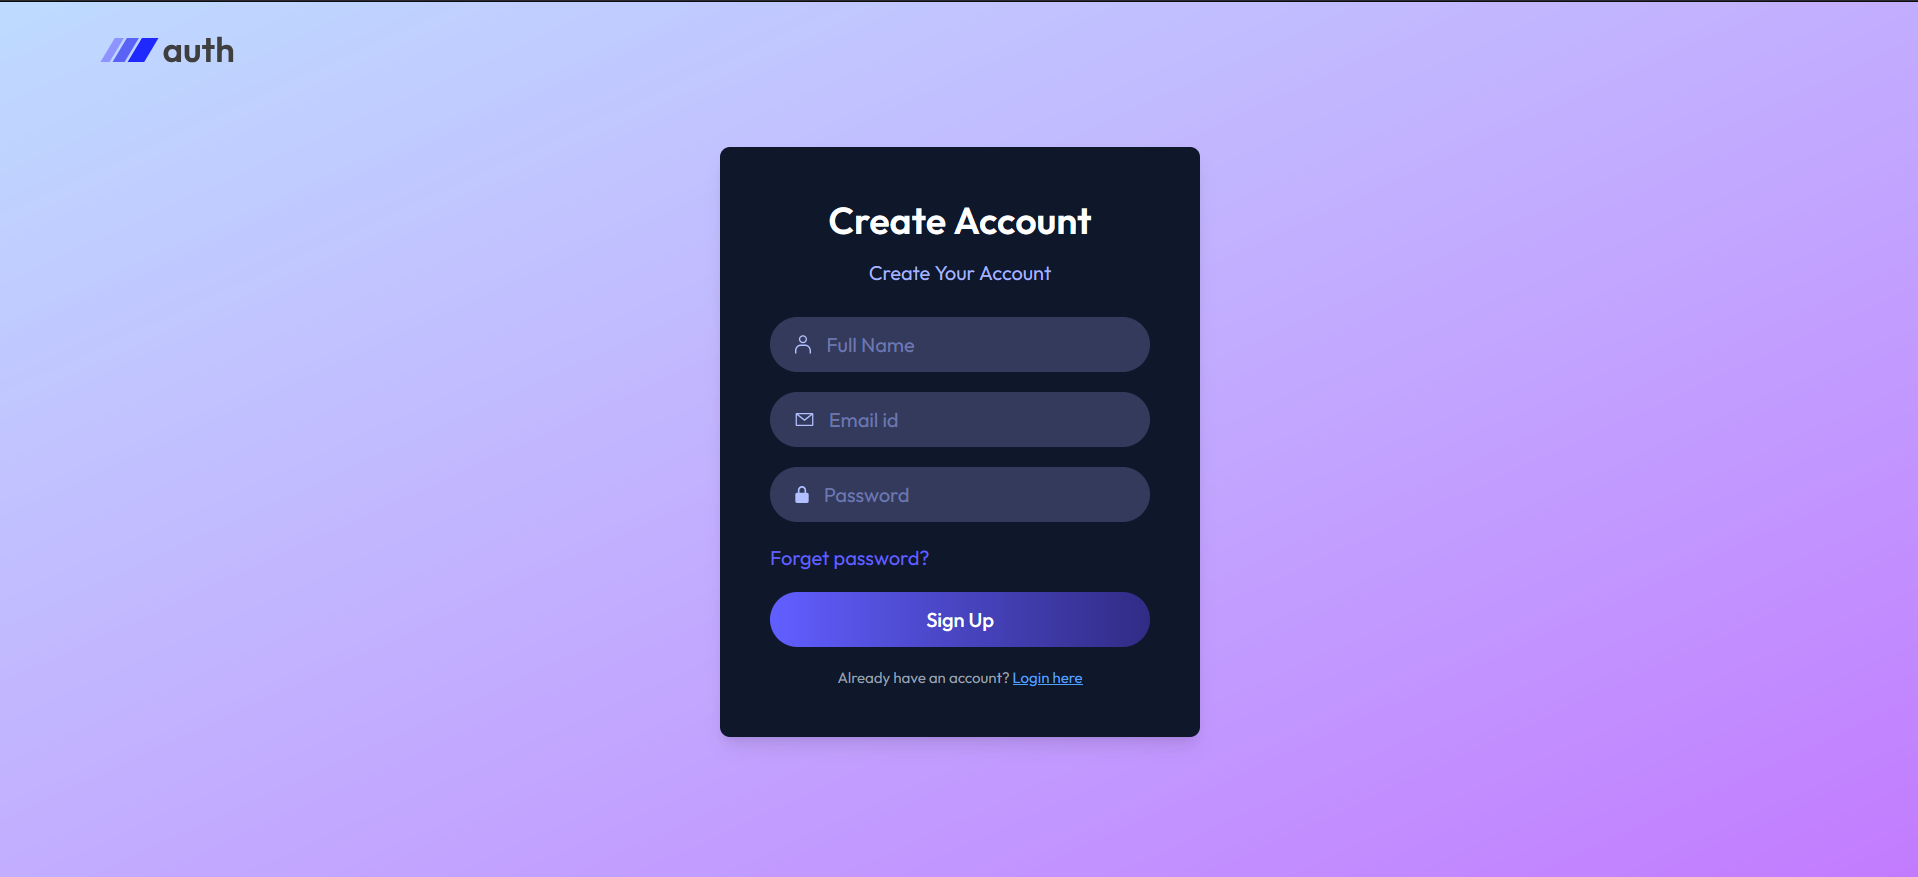 auth
Create Account
Create Your Account
Full Name
Email id
Password
Forget password?
Sign Up
Already have an account? Login here